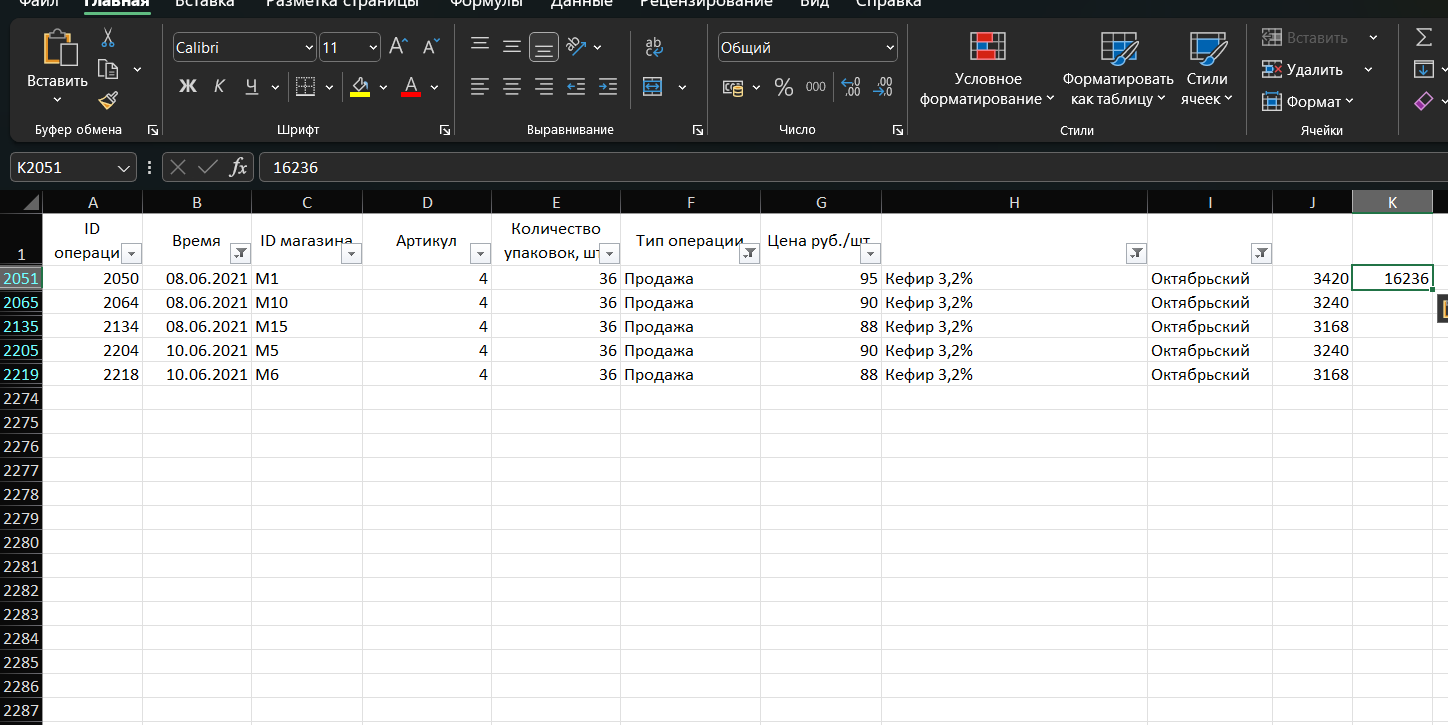 Файл Главная Вставка Разметка страницы Формулы Данные Рецензирование Вид Справка
Вставить
Calibri 11
Общий
Условное форматирование
Форматировать как таблицу
Стили ячеек
Вставить
Удалить
Формат
Ж К Ч
ab
% 000
Буфер обмена Шрифт Выравнивание Число Стили Ячейки
K2051 fx 16236
A B C D E F G H I J K
1 ID операци Время ID магазина Артикул Количество упаковок, шт Тип операции Цена руб./шт
2051 2050 08.06.2021 M1 4 36 Продажа 95 Кефир 3,2% Октябрьский 3420 16236
2065 2064 08.06.2021 M10 4 36 Продажа 90 Кефир 3,2% Октябрьский 3240
2135 2134 08.06.2021 M15 4 36 Продажа 88 Кефир 3,2% Октябрьский 3168
2205 2204 10.06.2021 M5 4 36 Продажа 90 Кефир 3,2% Октябрьский 3240
2219 2218 10.06.2021 M6 4 36 Продажа 88 Кефир 3,2% Октябрьский 3168
2274
2275
2276
2277
2278
2279
2280
2281
2282
2283
2284
2285
2286
2287